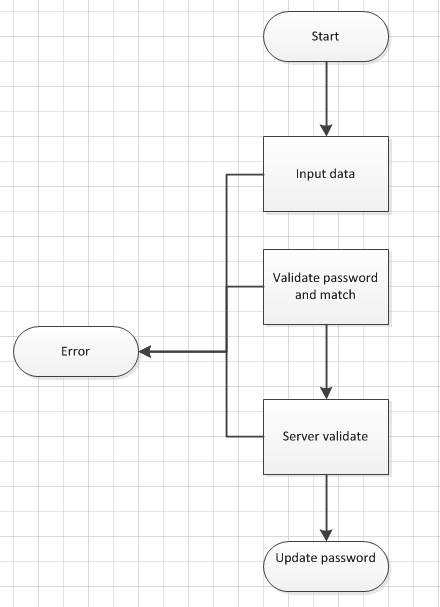 Start
Input data
Validate password
and match
Error
Server validate
Update password